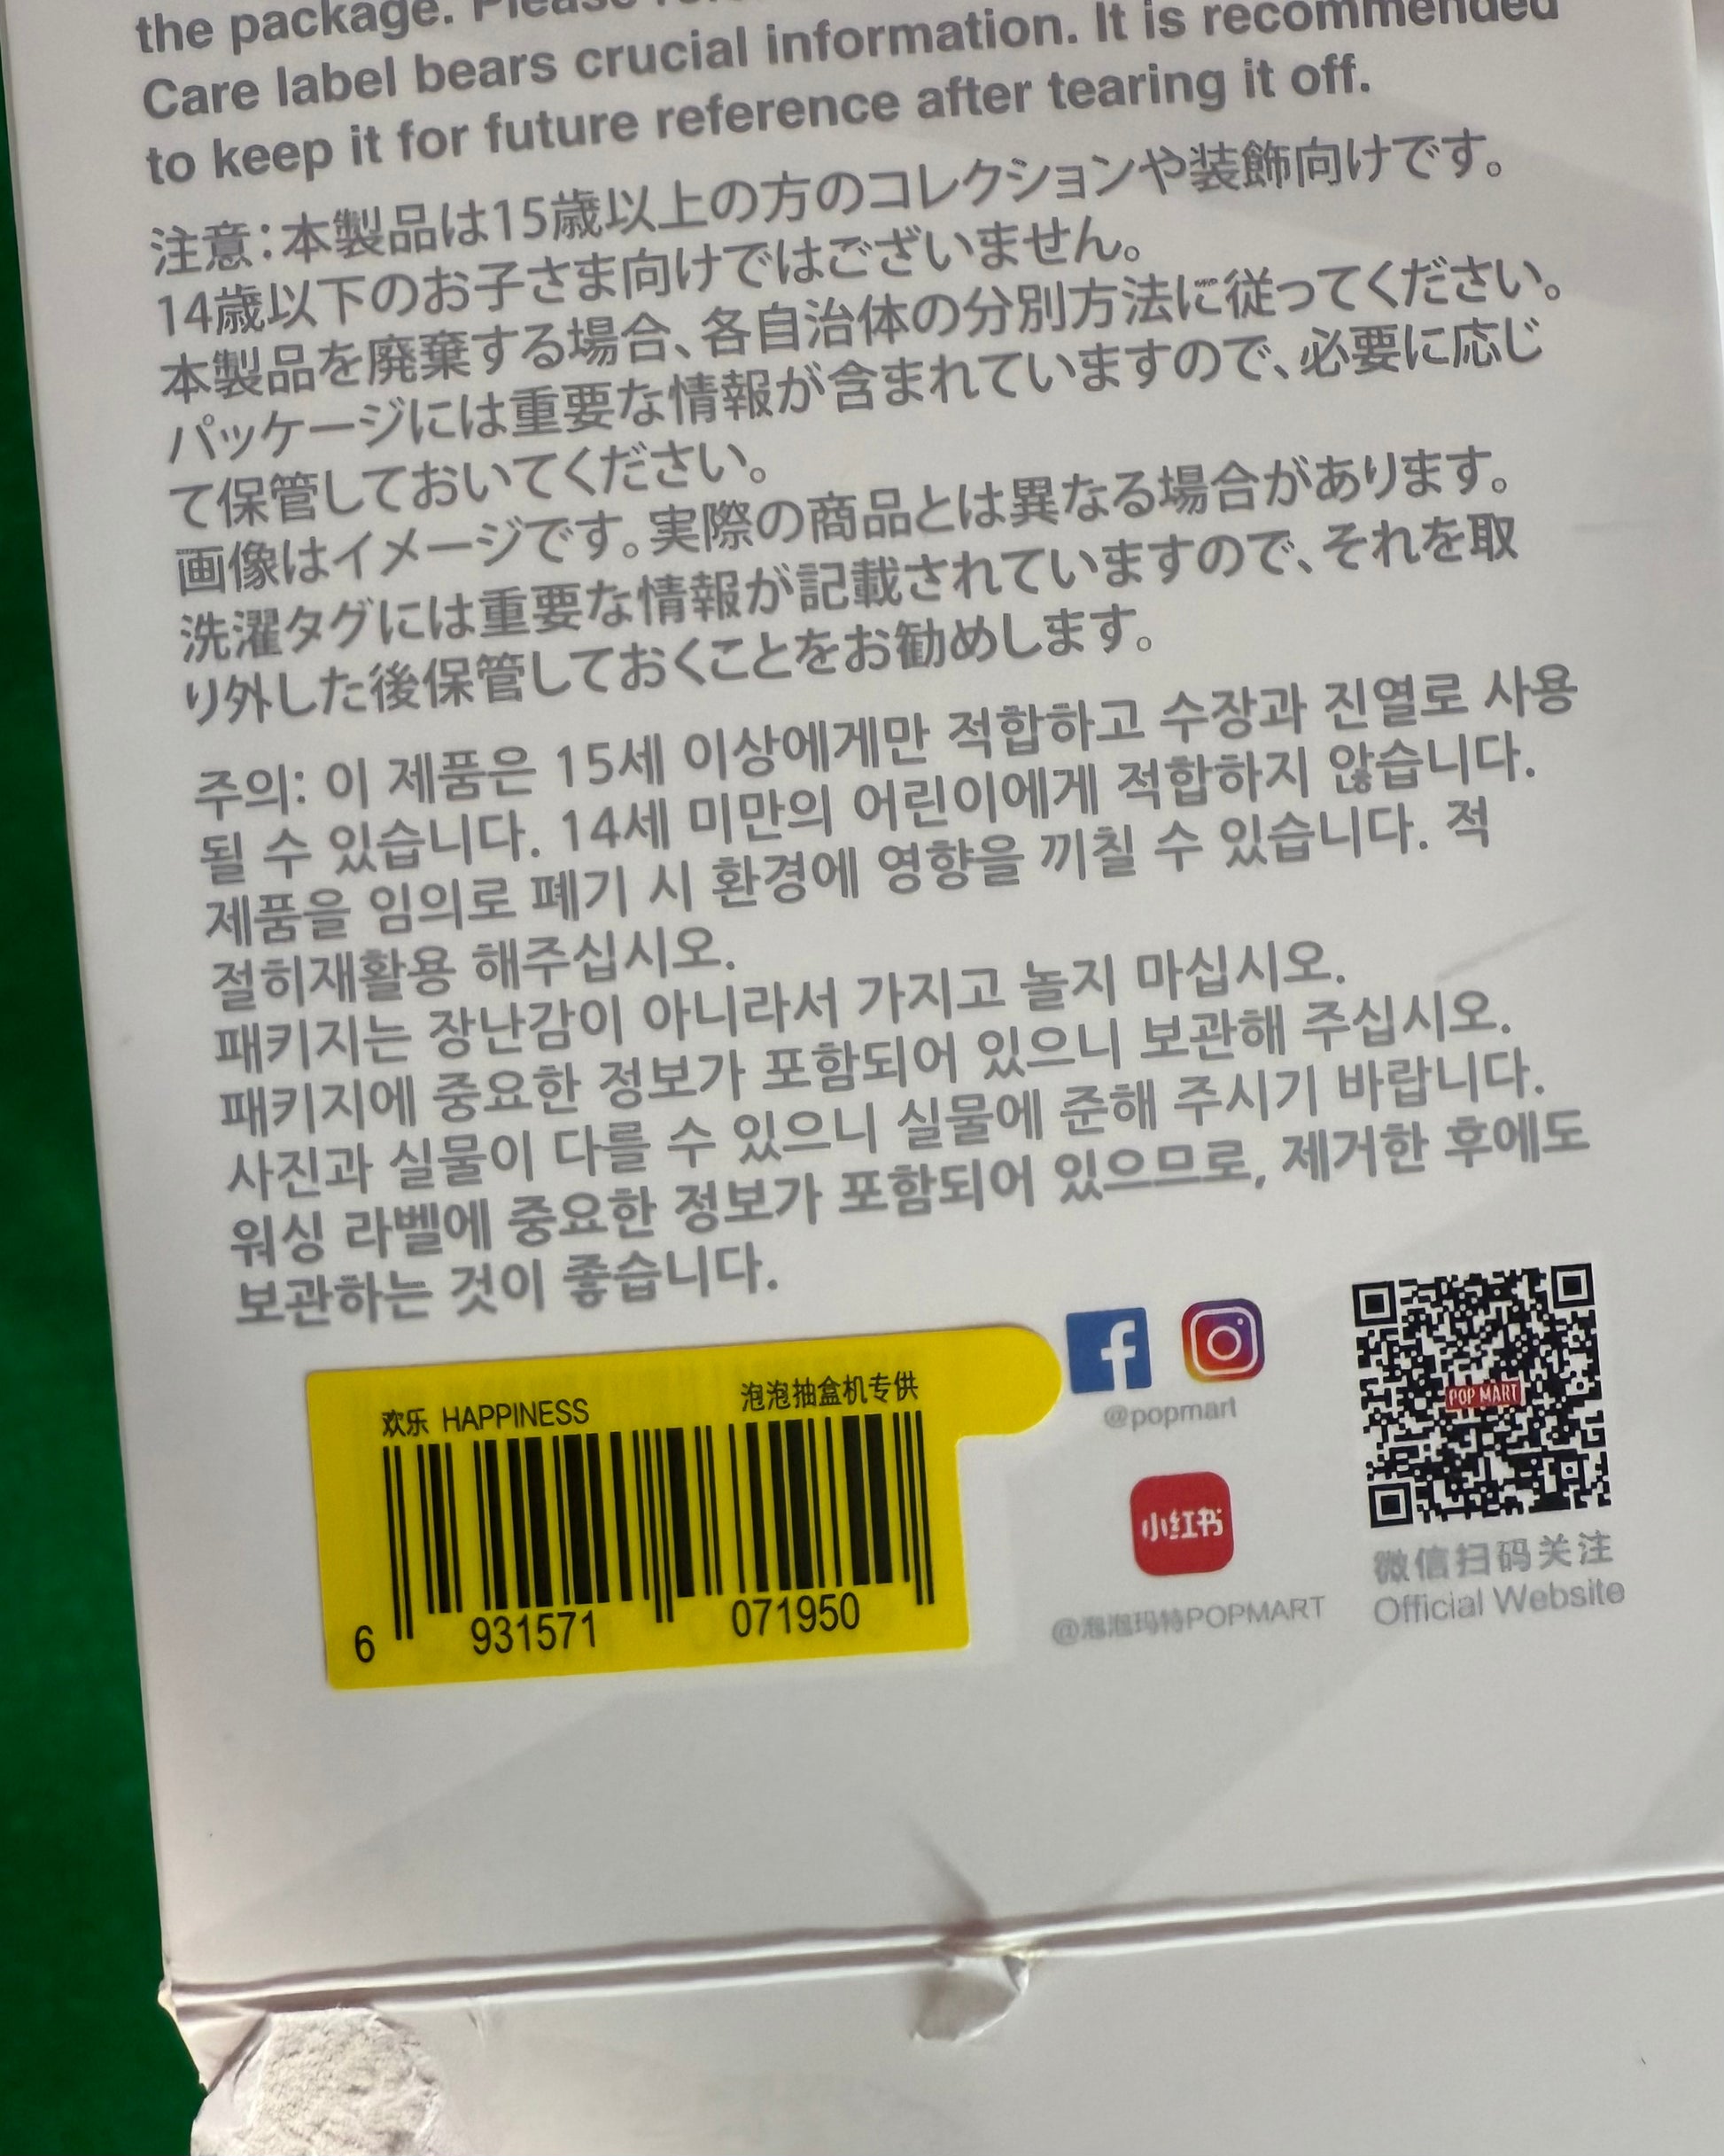 the package. Please
Care label bears crucial information. It is recommended
to keep it for future reference after tearing it off.
注意：本製品は15歳以上の方のコレクションや装飾向けです。
14歳以下のお子さま向けではございません。
本製品を廃棄する場合、各自治体の分別方法に従ってください。
パッケージには重要な情報が含まれていますので、必要に応じ
て保管しておいてください。
画像はイメージです。実際の商品とは異なる場合があります。
洗濯タグには重要な情報が記載されていますので、それを取
り外した後保管しておくことをお勧めします。
주의: 이 제품은 15세 이상에게만 적합하고 수장과 진열로 사용
될 수 있습니다. 14세 미만의 어린이에게 적합하지 않습니다.
제품을 임의로 폐기 시 환경에 영향을 끼칠 수 있습니다. 적
절히재활용 해주십시오.
패키지는 장난감이 아니라서 가지고 놀지 마십시오.
패키지에 중요한 정보가 포함되어 있으니 보관해 주십시오.
사진과 실물이 다를 수 있으니 실물에 준해 주시기 바랍니다.
워싱 라벨에 중요한 정보가 포함되어 있으므로, 제거한 후에도
보관하는 것이 좋습니다.
欢乐 HAPPINESS 泡泡抽盒机专供
6 931571 071950
@popmart
小红书
@泡泡玛特POPMART
POP MART
微信扫码关注
Official Website